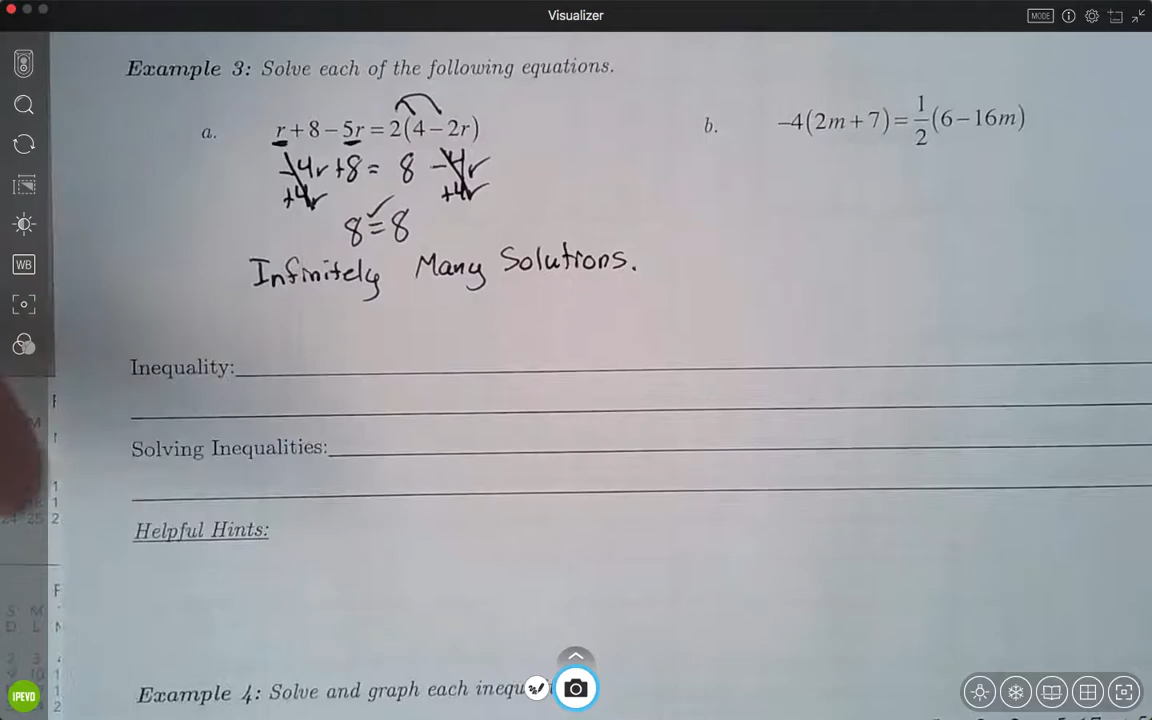 Visualizer
MODE
Example 3: Solve each of the following equations.
a. r + 8 − 5r = 2(4 − 2r)
b. −4(2m + 7) = 1/2(6 − 16m)
-4r +8 = 8 -4r
+4r +4r
8 = 8
Infinitely Many Solutions.
WB
Inequality:
Solving Inequalities:
Helpful Hints:
Example 4: Solve and graph each inequ
IPEVO